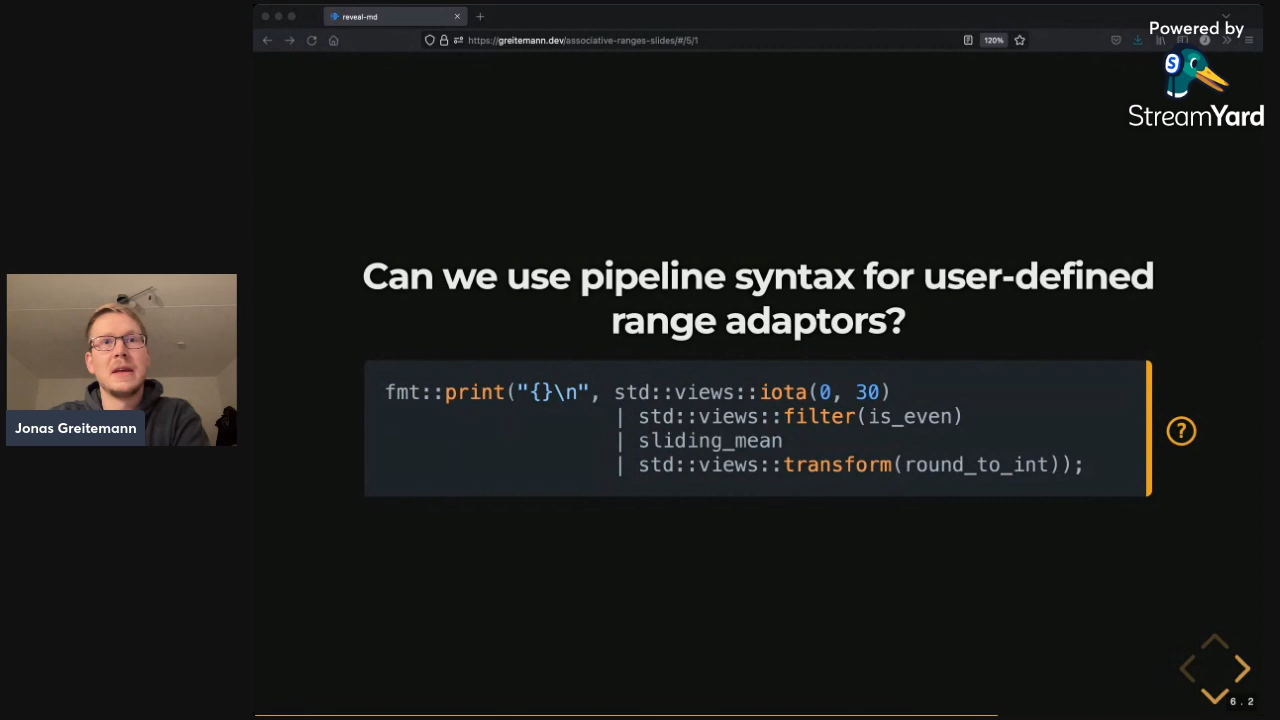 reveal-md
https://greitemann.dev/associative-ranges-slides/#/5/1
120%
Powered by
S
StreamYard
Can we use pipeline syntax for user-defined
range adaptors?
fmt::print("{}\n", std::views::iota(0, 30)
| std::views::filter(is_even)
| sliding_mean
| std::views::transform(round_to_int));
?
Jonas Greitemann
6.2